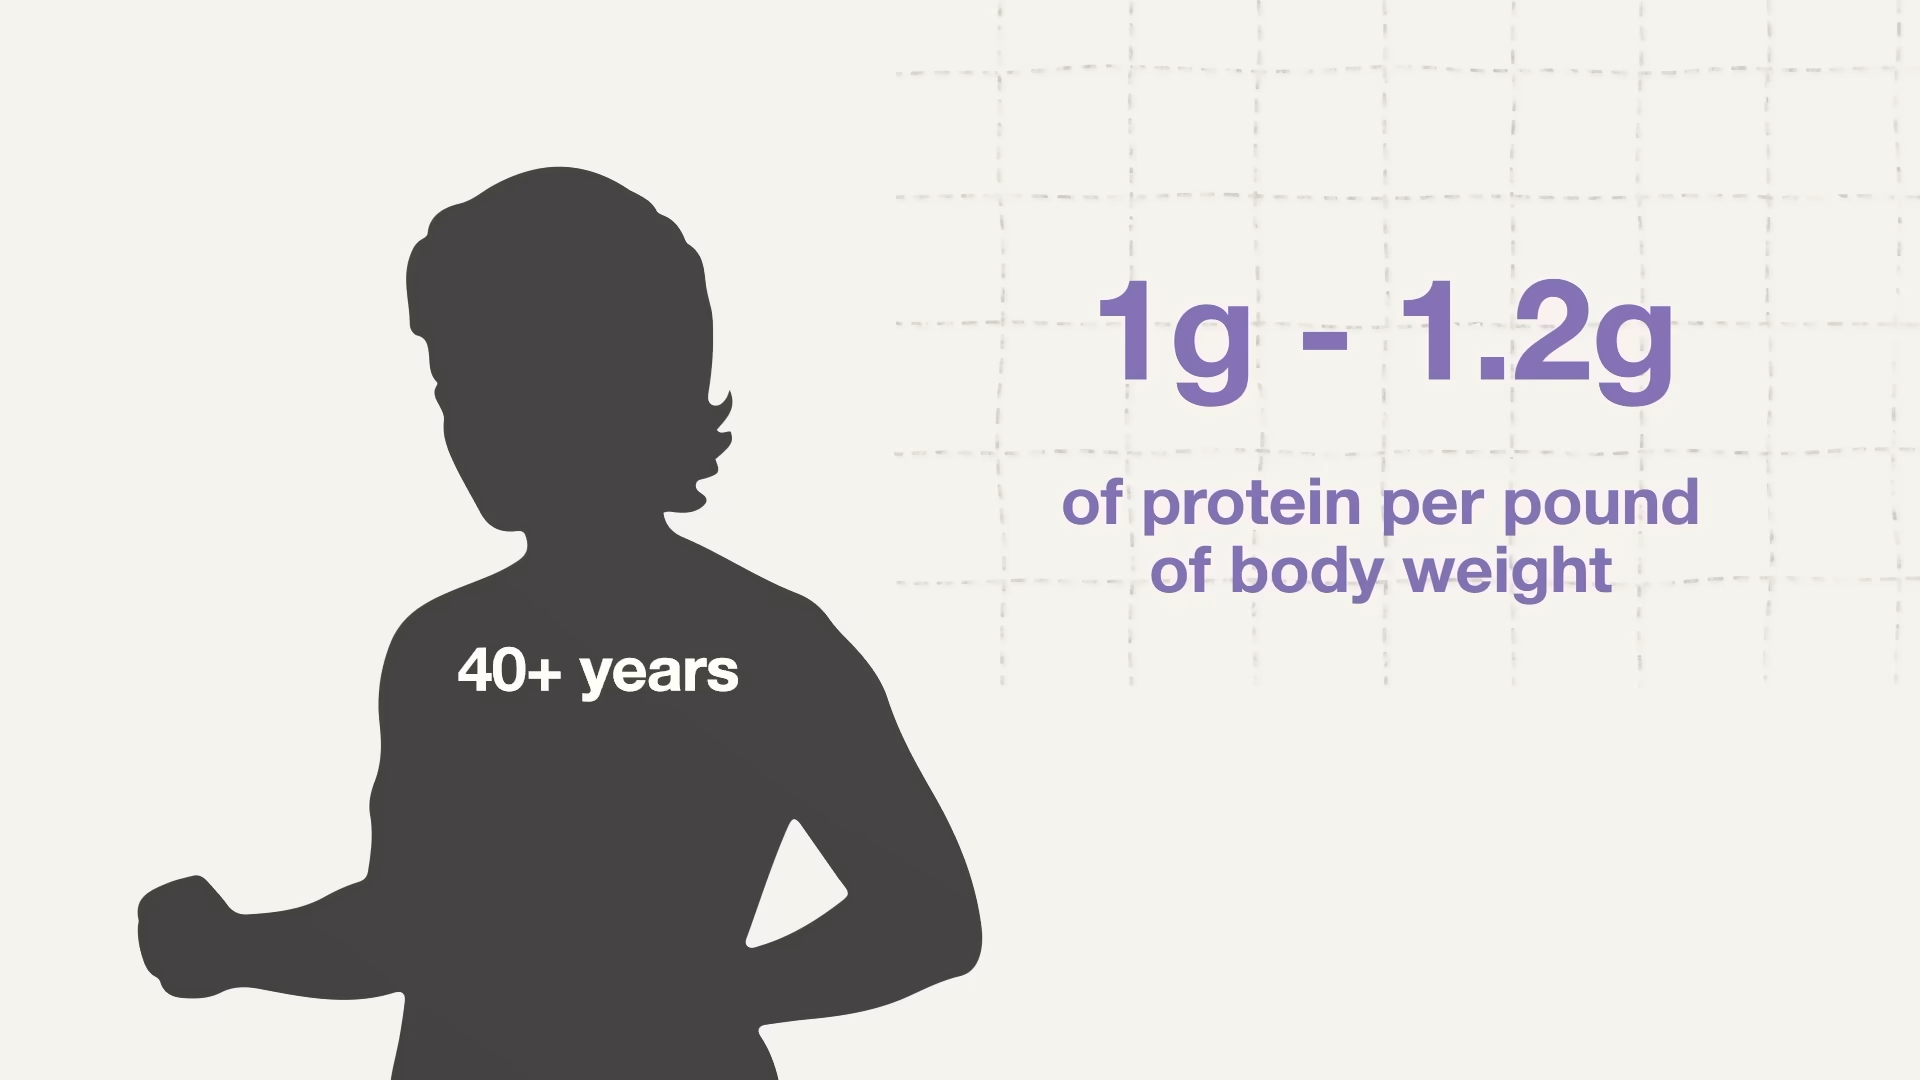 1g - 1.2g
of protein per pound
of body weight
40+ years